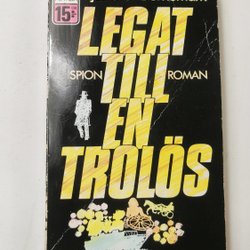 15:-
LEGAT
TILL
SPION ROMAN
EN
TROLÖS